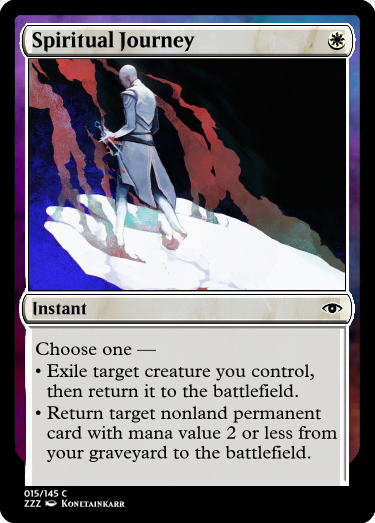 Spiritual Journey
Instant
Choose one —
• Exile target creature you control,
then return it to the battlefield.
• Return target nonland permanent
card with mana value 2 or less from
your graveyard to the battlefield.
015/145 C
ZZZ Konetainkarr